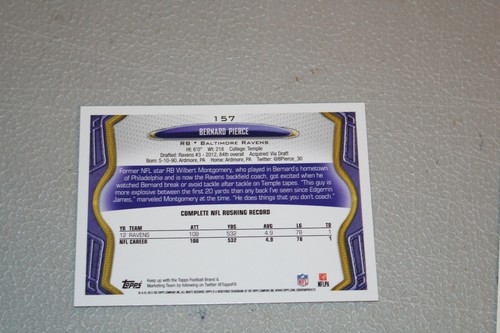 157
BERNARD PIERCE
RB * BALTIMORE RAVENS
Ht: 6'0" Wt: 218 College: Temple
Drafted: Ravens #3 - 2012, 84th overall Acquired: Via Draft
Born: 5-10-90, Ardmore, PA Home: Ardmore, PA Twitter: @BPierce_30
Former NFL star RB Wilbert Montgomery, who played in Bernard's hometown
of Philadelphia and is now the Ravens backfield coach, got excited when he
watched Bernard break or avoid tackle after tackle on Temple tapes. "This guy is
more explosive between the first 20 yards than any back I've seen since Edgerrin
James," marveled Montgomery at the time. "He does things that you don't coach."
COMPLETE NFL RUSHING RECORD
YR TEAM ATT YDS AVG LG TD
12 RAVENS 108 532 4.9 78 1
NFL CAREER 108 532 4.9 78 1
Topps
Keep up with the Topps Football Brand &
Marketing Team by following on Twitter @ToppsFB
NFL
NFLPA